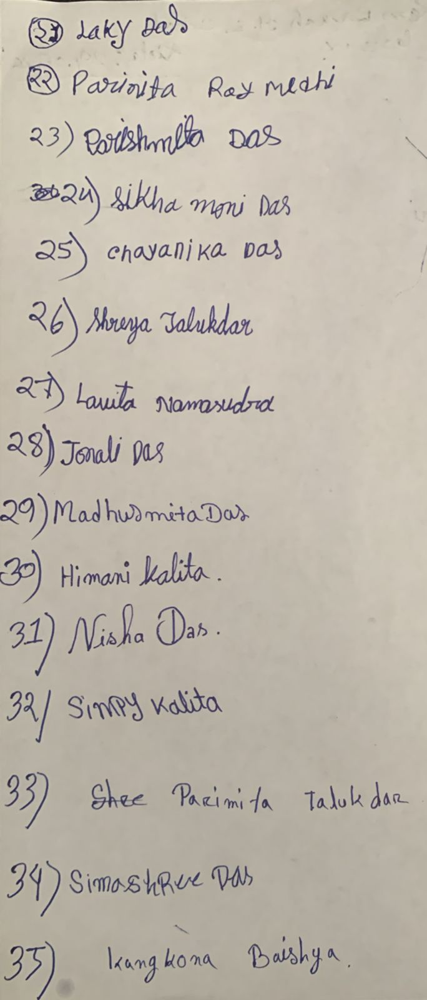 21 Laky Das
22 Parinita Ray Medhi
23) Parishmita Das
24) Sikha moni Das
25) Chayanika Das
26) Shreya Talukdar
27) Namasudra
28) Jonali Das
29) Madhusmita Das
30) Himani Kalita.
31) Nisha Das.
32/ Simpy Kalita
33) Parimita Talukdar
34) Simashree Das
35) Kangkona Baishya.